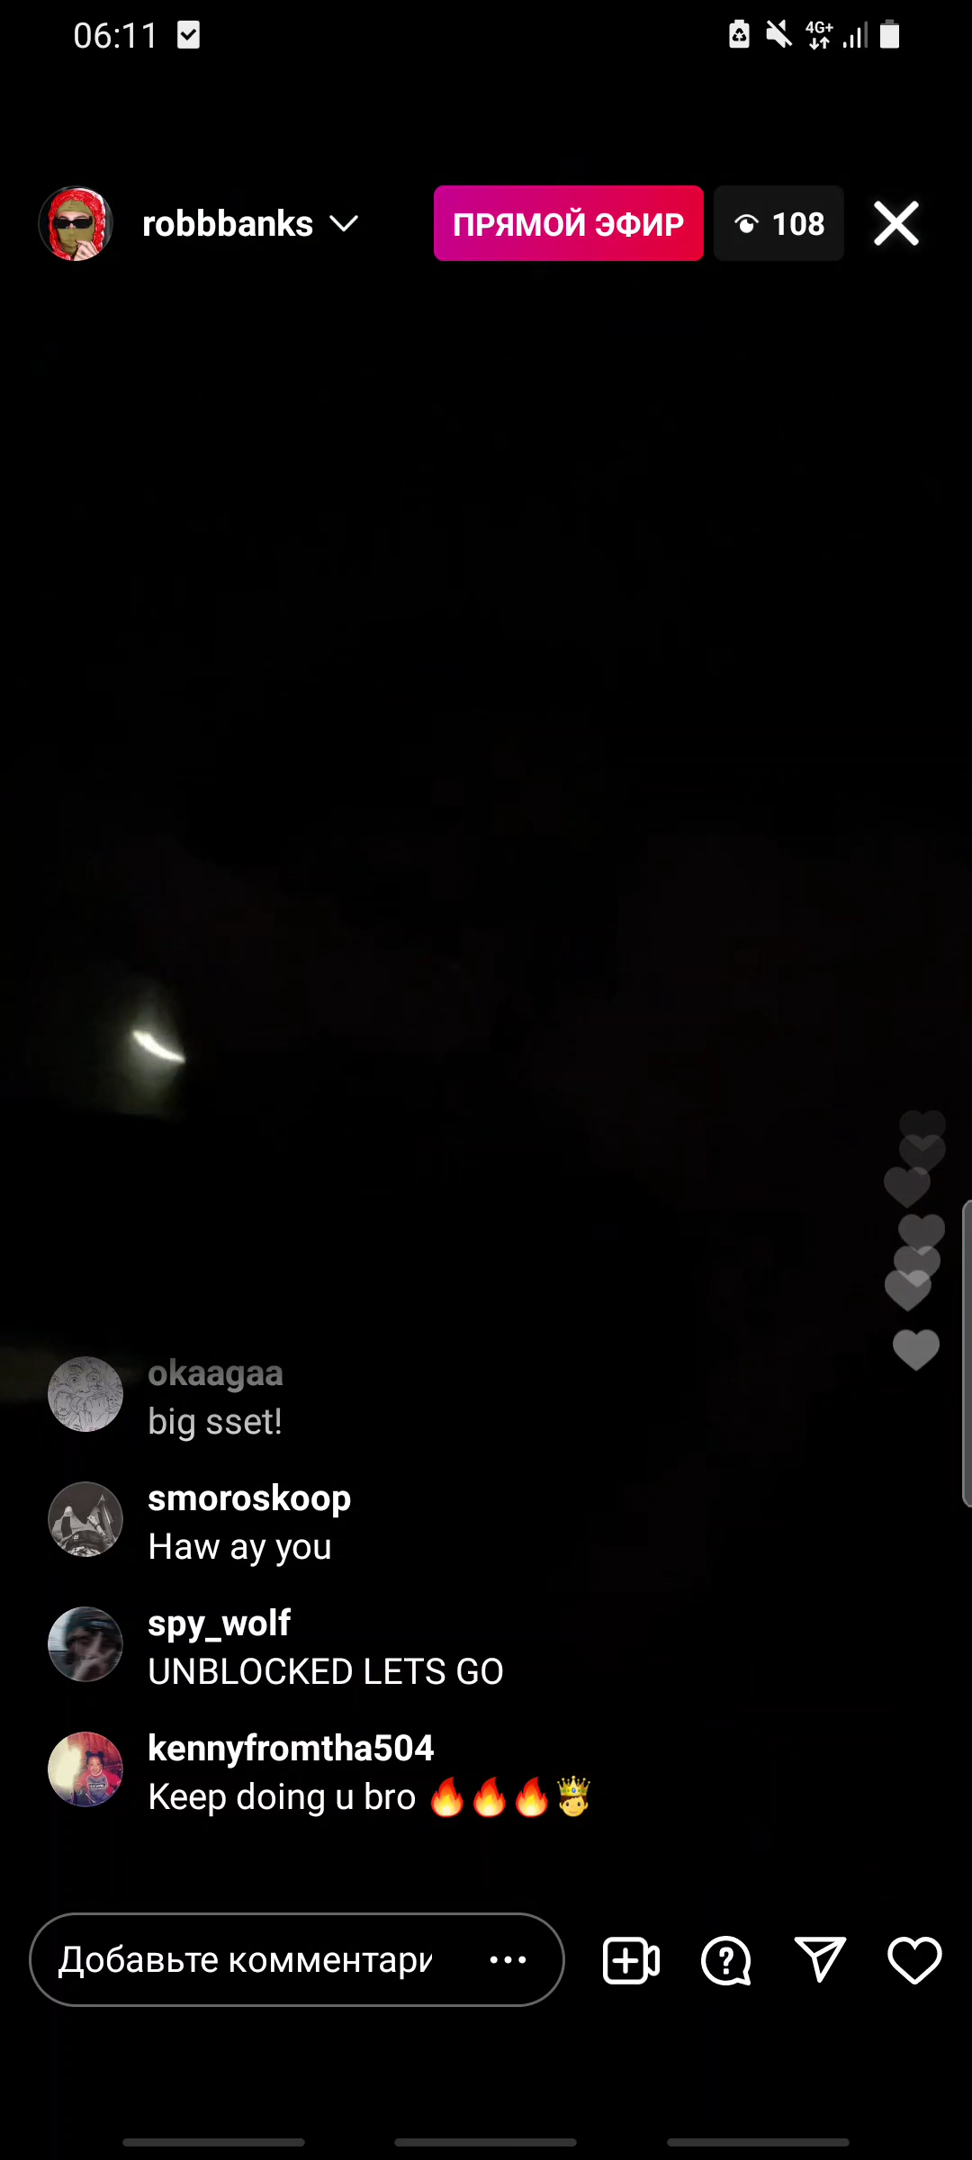 06:11
4G+
robbbanks
ПРЯМОЙ ЭФИР
108
okaagaa
big sset!
smoroskoop
Haw ay you
spy_wolf
UNBLOCKED LETS GO
kennyfromtha504
Keep doing u bro 🔥🔥🔥🤴
Добавьте комментари